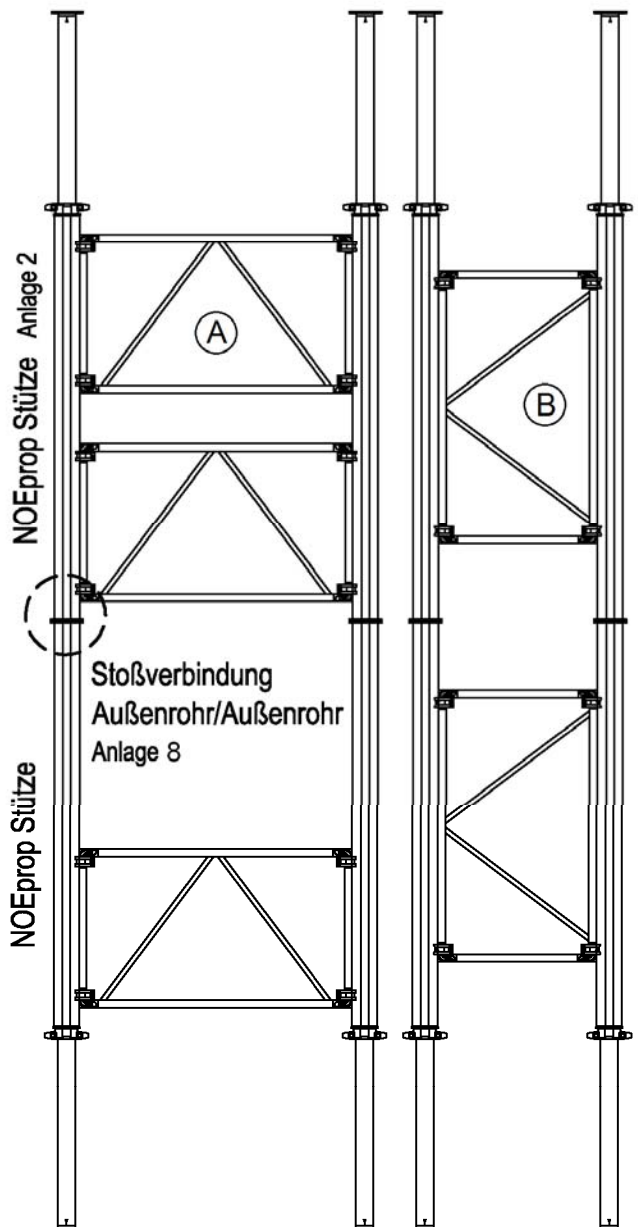 NOEprop Stütze Anlage 2
A
B
Stoßverbindung
Außenrohr/Außenrohr
Anlage 8
NOEprop Stütze